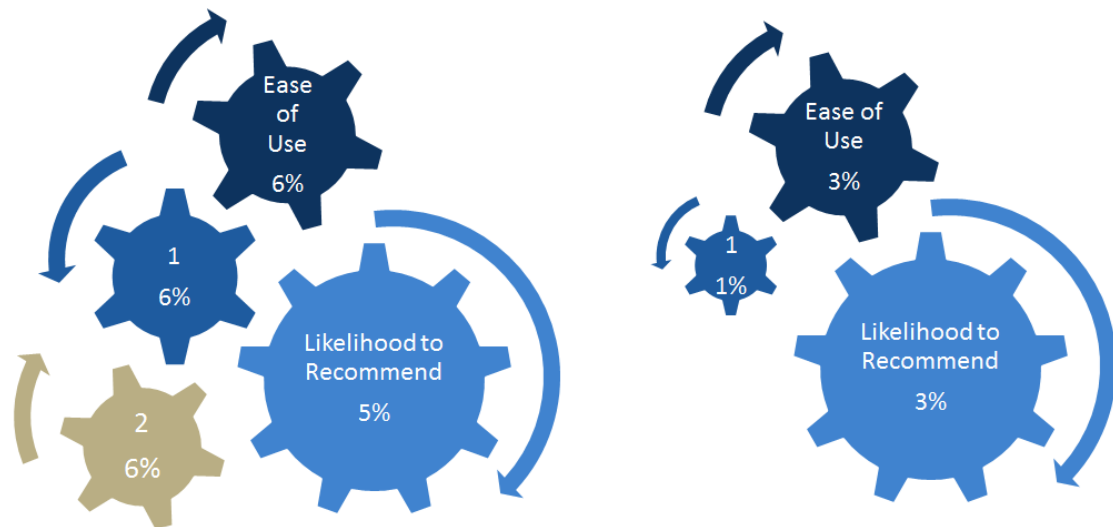 Ease
of
Use
6%
1
6%
2
6%
Likelihood to
Recommend
5%
Ease of
Use
3%
1
1%
Likelihood to
Recommend
3%